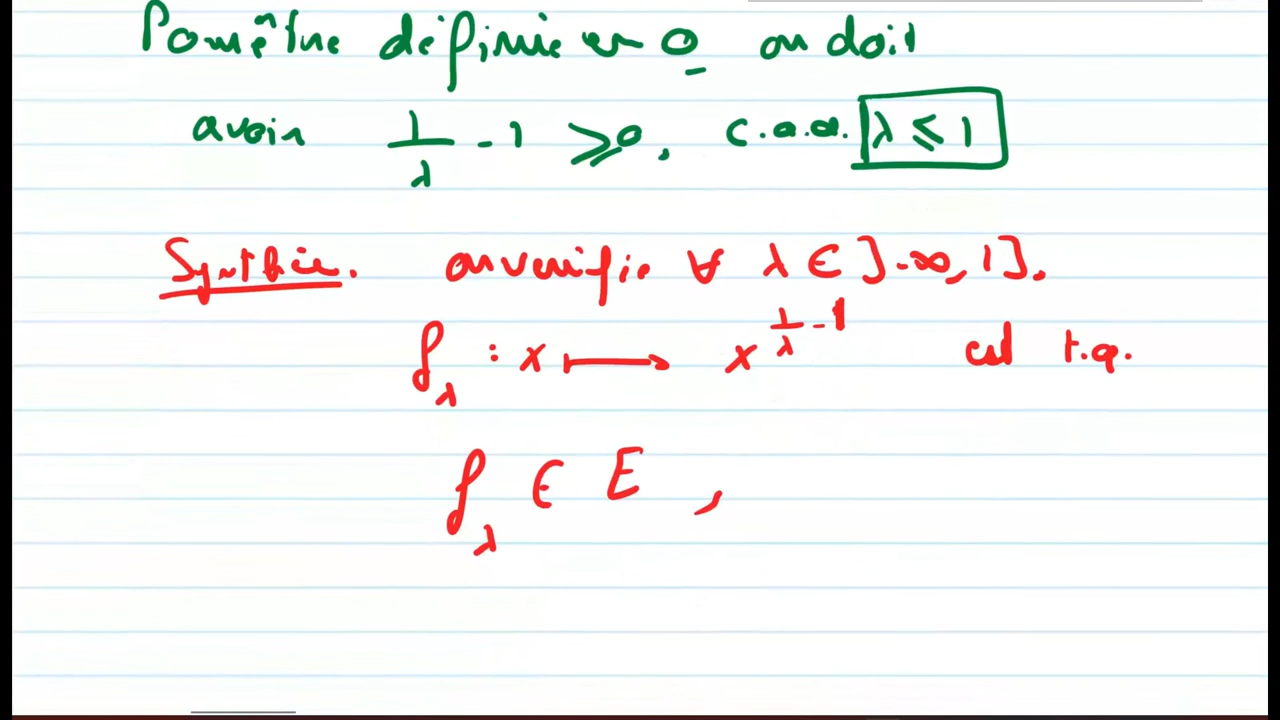 Pom être définie en 0 on doit
avoir 1/λ - 1 ⩾ 0, c.a.d. λ ≤ 1
Synthèse. on vérifie ∀ λ ∈ ]-∞, 1].
f_λ : x ⟼ x^{1/λ - 1} est t.q.
f_λ ∈ E ,